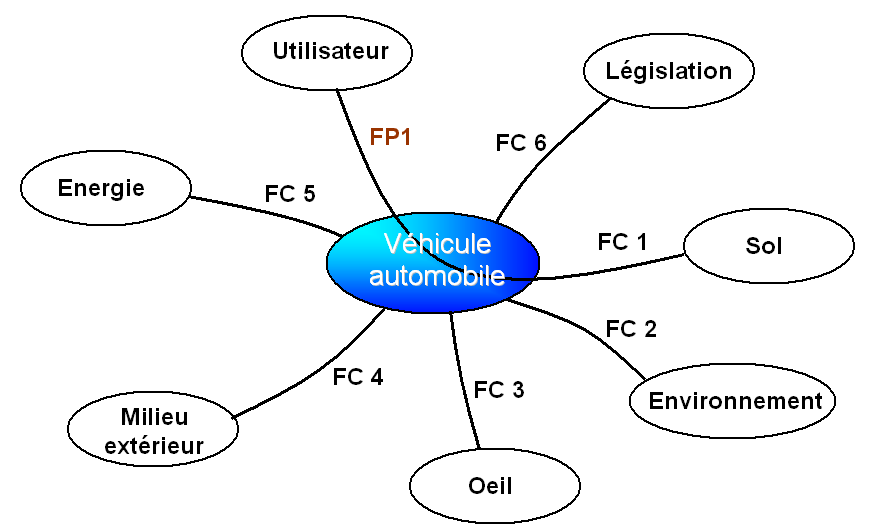 Utilisateur
Législation
FP1
FC 6
Energie
FC 5
Véhicule
automobile
FC 1
Sol
FC 2
FC 4
FC 3
Environnement
Milieu
extérieur
Oeil